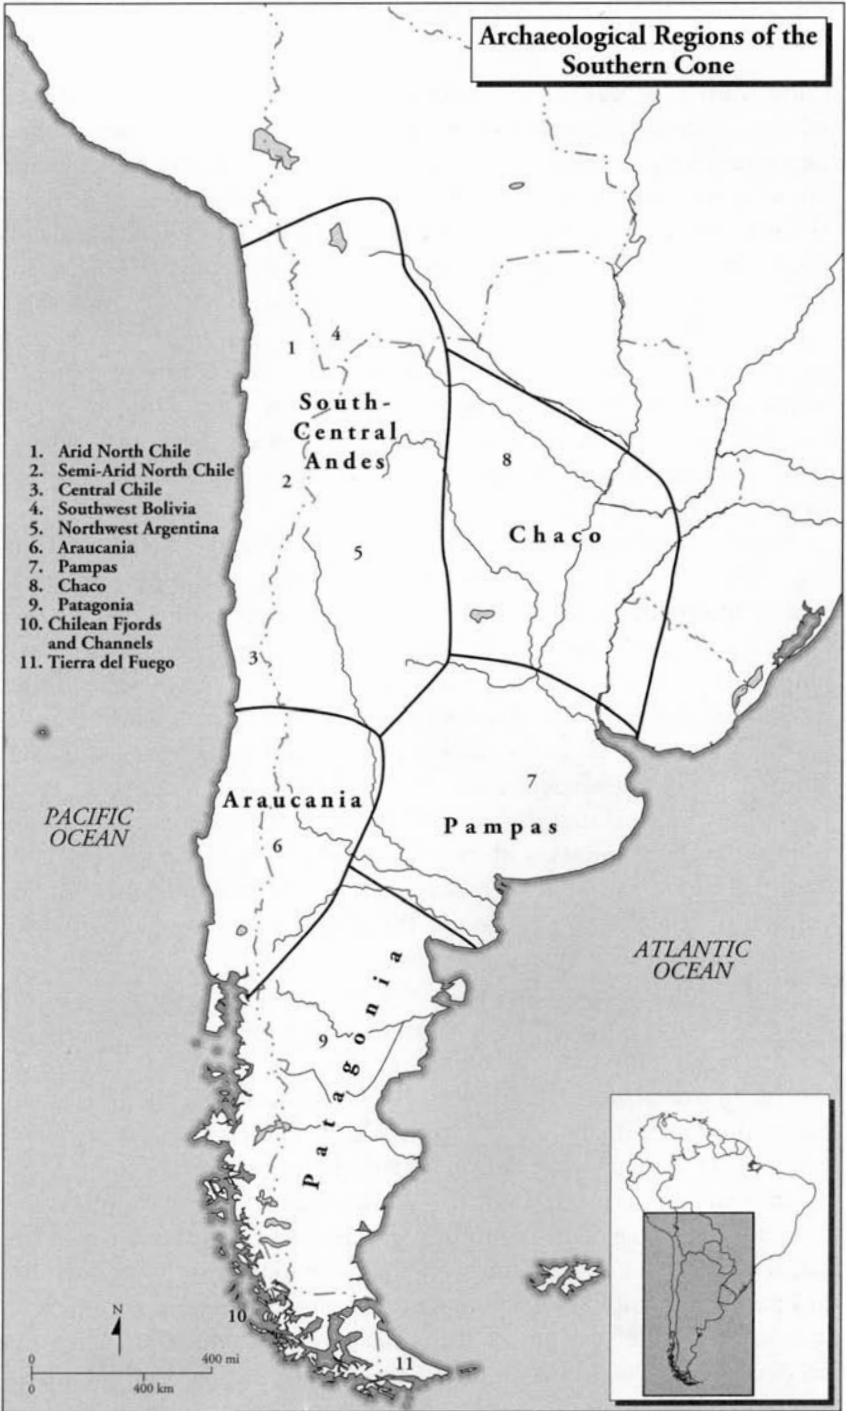 Archaeological Regions of the
Southern Cone
1
4
South-
Central
Andes
2
5
3
8
Chaco
1. Arid North Chile
2. Semi-Arid North Chile
3. Central Chile
4. Southwest Bolivia
5. Northwest Argentina
6. Araucania
7. Pampas
8. Chaco
9. Patagonia
10. Chilean Fjords
and Channels
11. Tierra del Fuego
7
Araucania
Pampas
6
PACIFIC
OCEAN
ATLANTIC
OCEAN
Patagonia
9
10
11
N
0 400 mi
0 400 km